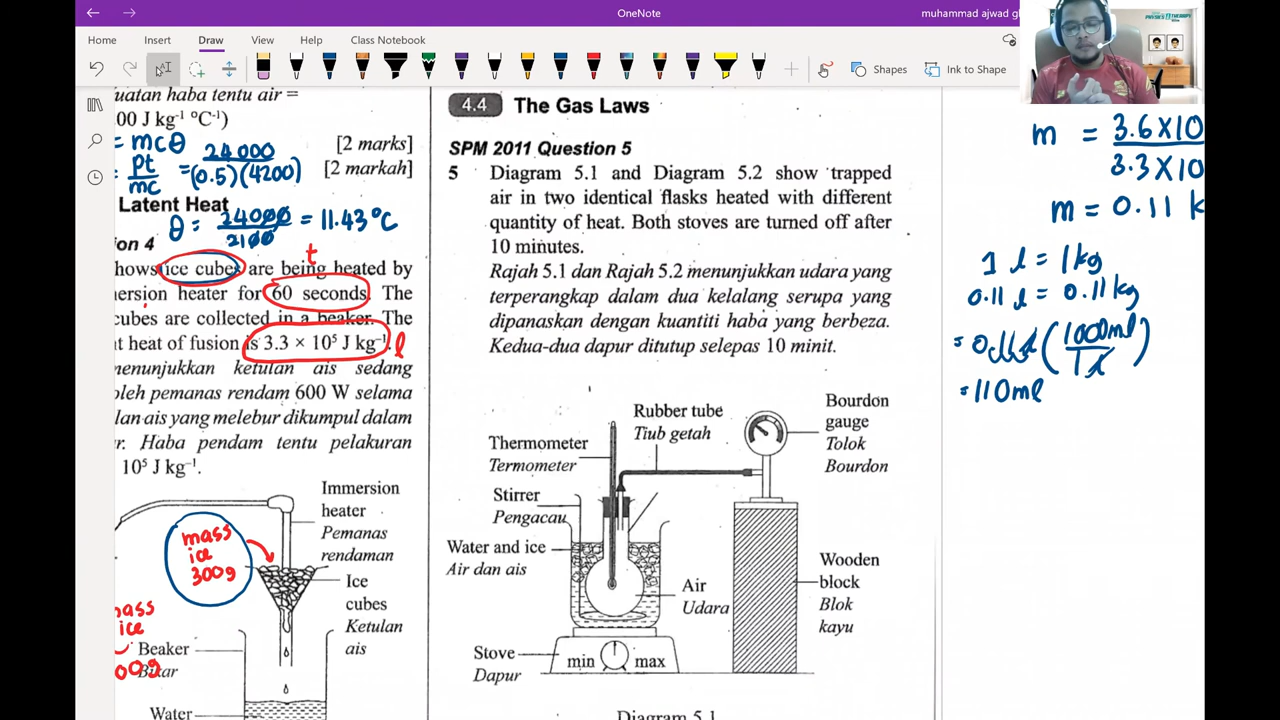 OneNote
muhammad ajwad gh
Home
Insert
Draw
View
Help
Class Notebook
Shapes
Ink to Shape
uatan haba tentu air =
00 J kg⁻¹ °C⁻¹)
= mcθ
[2 marks]
= Pt/mc = 24000/(0.5)(4200)
[2 markah]
Latent Heat
θ = 24000/2100 = 11.43 °C
on 4
t
hows ice cubes are being heated by
ersion heater for 60 seconds. The
cubes are collected in a beaker. The
t heat of fusion is 3.3 × 10⁵ J kg⁻¹. l
menunjukkan ketulan ais sedang
oleh pemanas rendam 600 W selama
lan ais yang melebur dikumpul dalam
r. Haba pendam tentu pelakuran
10⁵ J kg⁻¹.
Immersion
heater
Pemanas
rendaman
mass
ice
300g
Ice
cubes
Ketulan
ais
mass
ice
00g
Beaker
Bikar
Water
4.4 The Gas Laws
SPM 2011 Question 5
5 Diagram 5.1 and Diagram 5.2 show trapped
air in two identical flasks heated with different
quantity of heat. Both stoves are turned off after
10 minutes.
Rajah 5.1 dan Rajah 5.2 menunjukkan udara yang
terperangkap dalam dua kelalang serupa yang
dipanaskan dengan kuantiti haba yang berbeza.
Kedua-dua dapur ditutup selepas 10 minit.
Rubber tube
Tiub getah
Bourdon
gauge
Tolok
Bourdon
Thermometer
Termometer
Stirrer
Pengacau
Water and ice
Air dan ais
Air
Udara
Wooden
block
Blok
kayu
Stove
Dapur
min
max
Diagram 5.1
m = 3.6 X 10/3.3 X 10
m = 0.11 k
1 l = 1 kg
0.11 l = 0.11 kg
= 0.11 l (1000ml/1 l)
= 110 ml